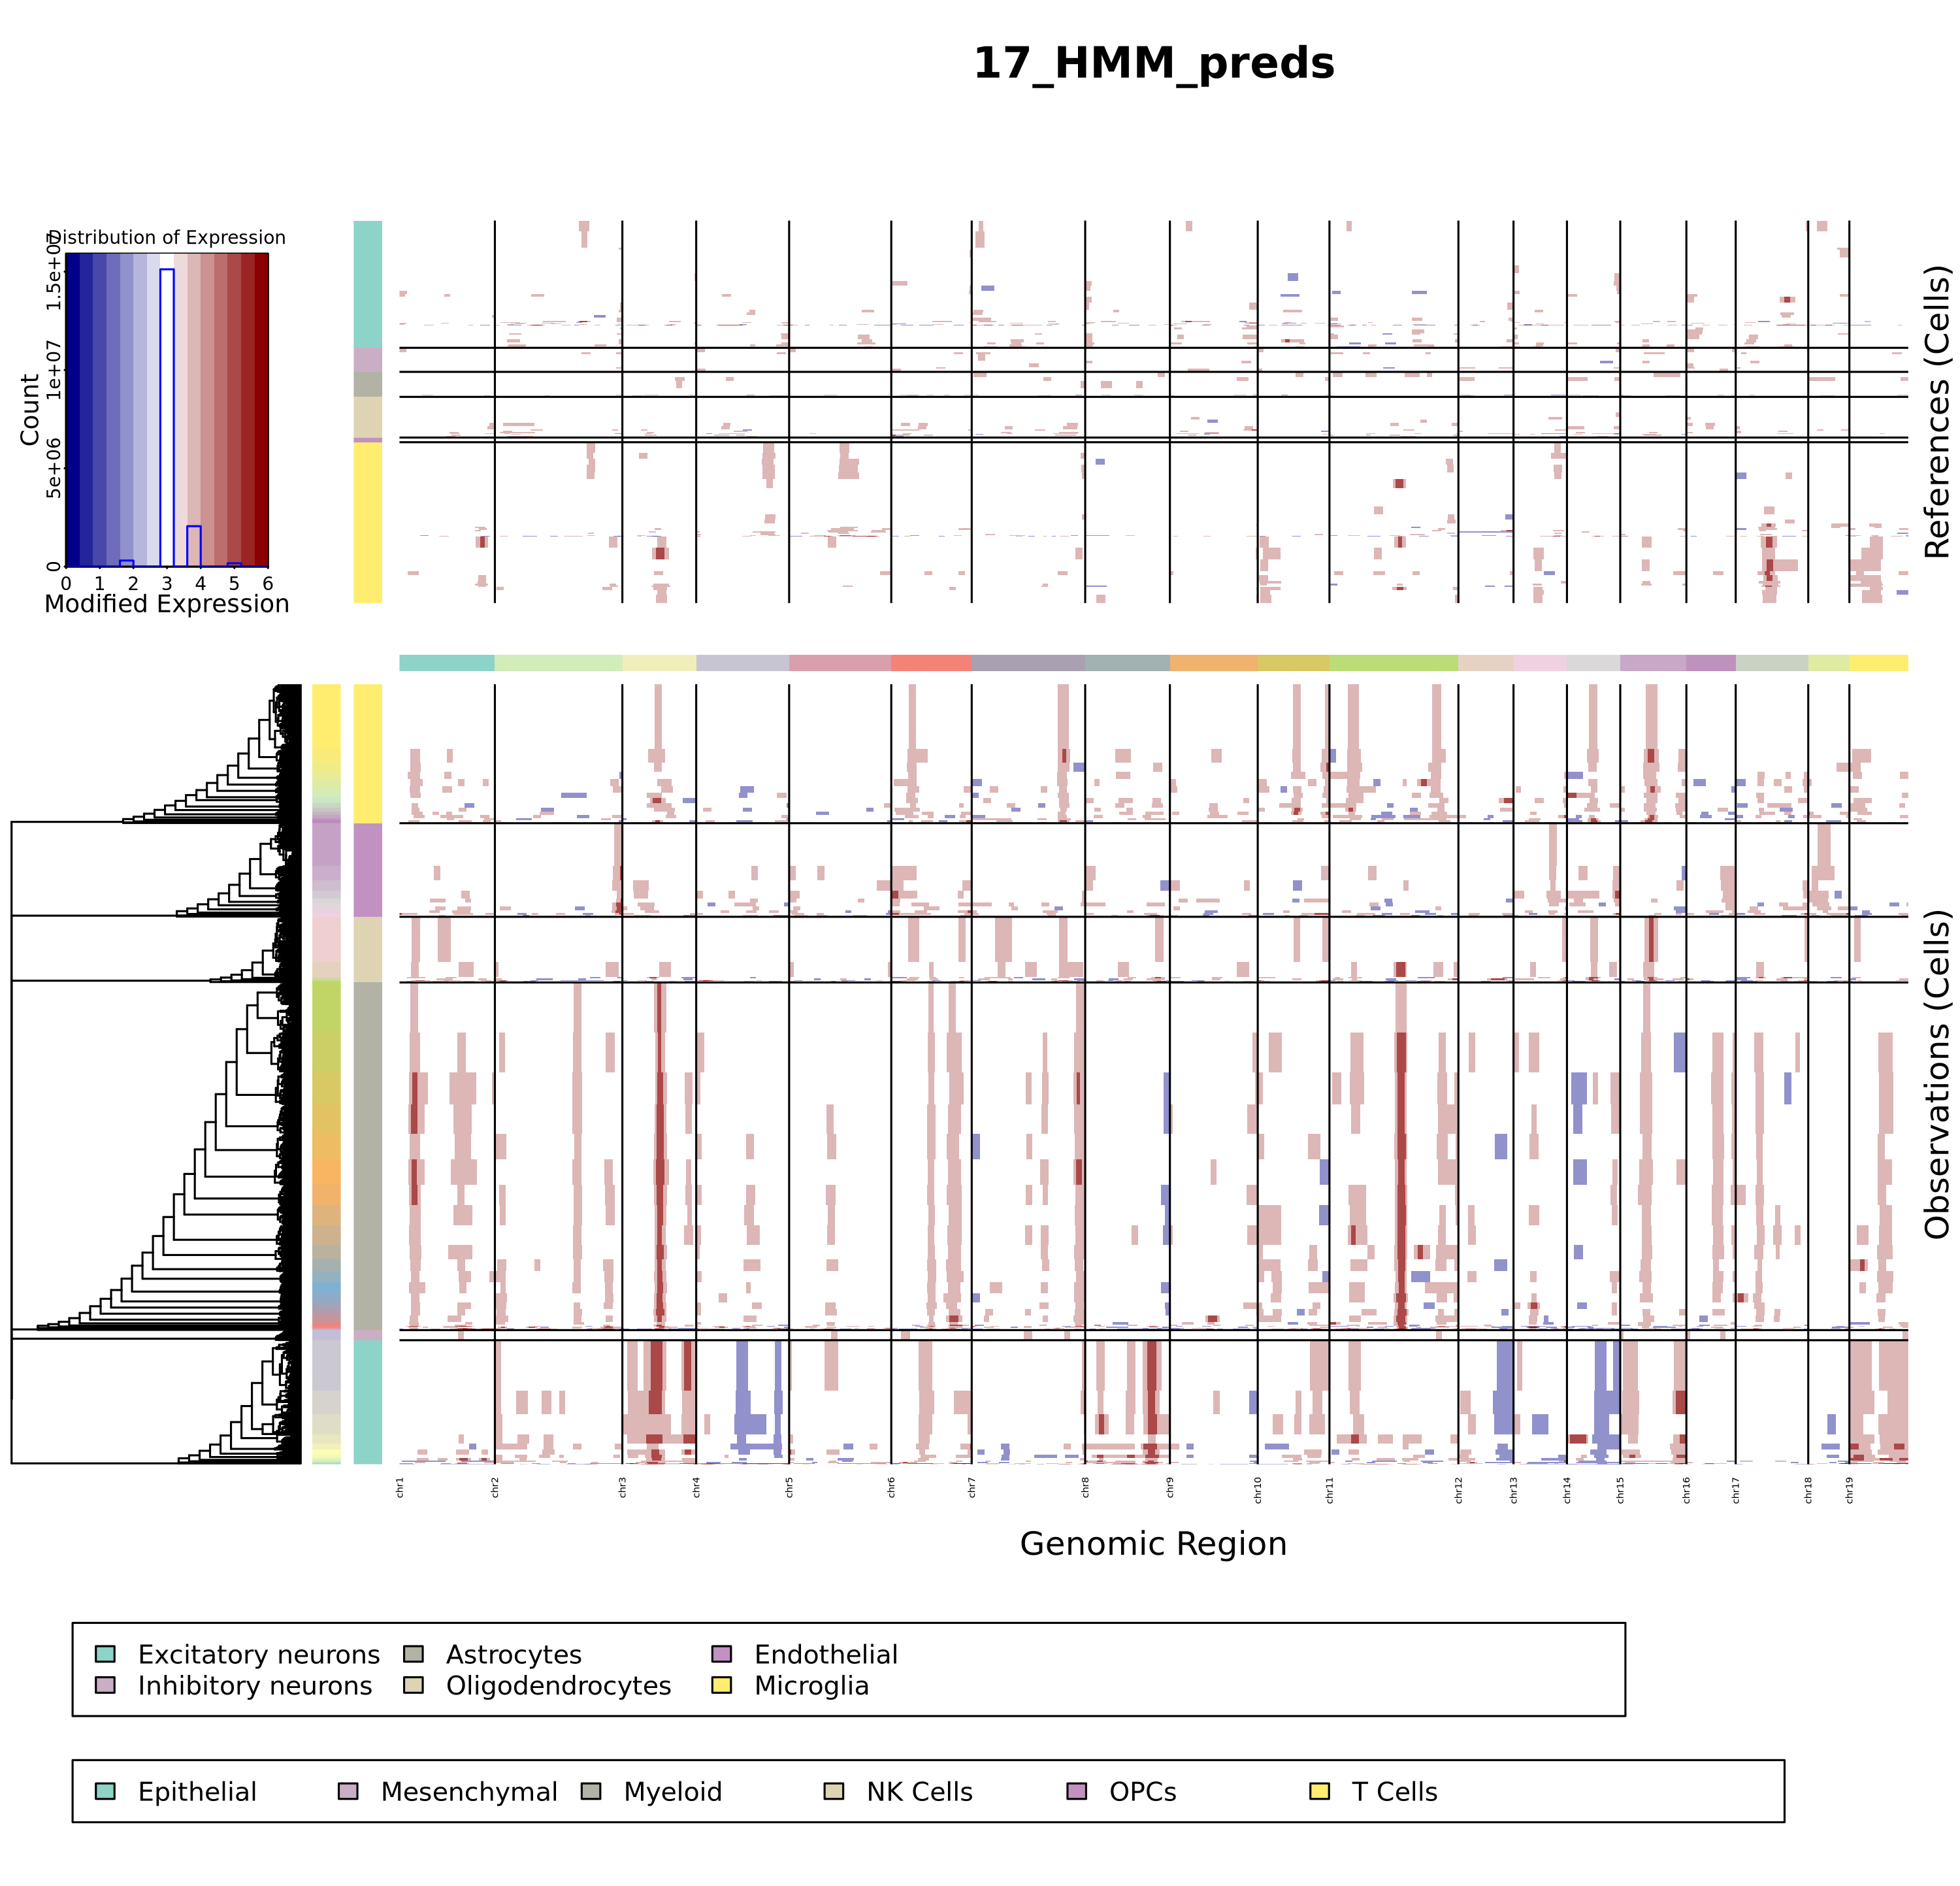 17_HMM_preds
Distribution of Expression
Count
0
5e+06
1e+07
1.5e+07
0 1 2 3 4 5 6
Modified Expression
References (Cells)
Observations (Cells)
chr1 chr2 chr3 chr4 chr5 chr6 chr7 chr8 chr9 chr10 chr11 chr12 chr13 chr14 chr15 chr16 chr17 chr18 chr19
Genomic Region
Excitatory neurons Astrocytes Endothelial
Inhibitory neurons Oligodendrocytes Microglia
Epithelial Mesenchymal Myeloid NK Cells OPCs T Cells